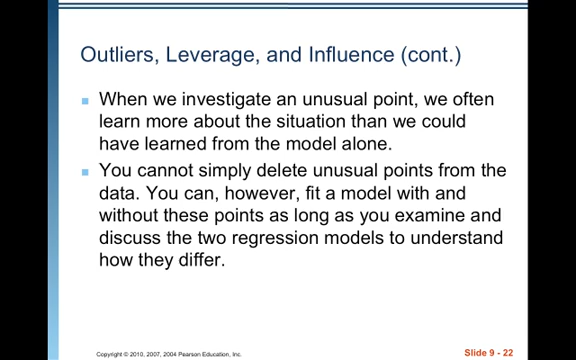 Outliers, Leverage, and Influence (cont.)
When we investigate an unusual point, we often
learn more about the situation than we could
have learned from the model alone.
You cannot simply delete unusual points from the
data. You can, however, fit a model with and
without these points as long as you examine and
discuss the two regression models to understand
how they differ.
Copyright © 2010, 2007, 2004 Pearson Education, Inc.
Slide 9 - 22